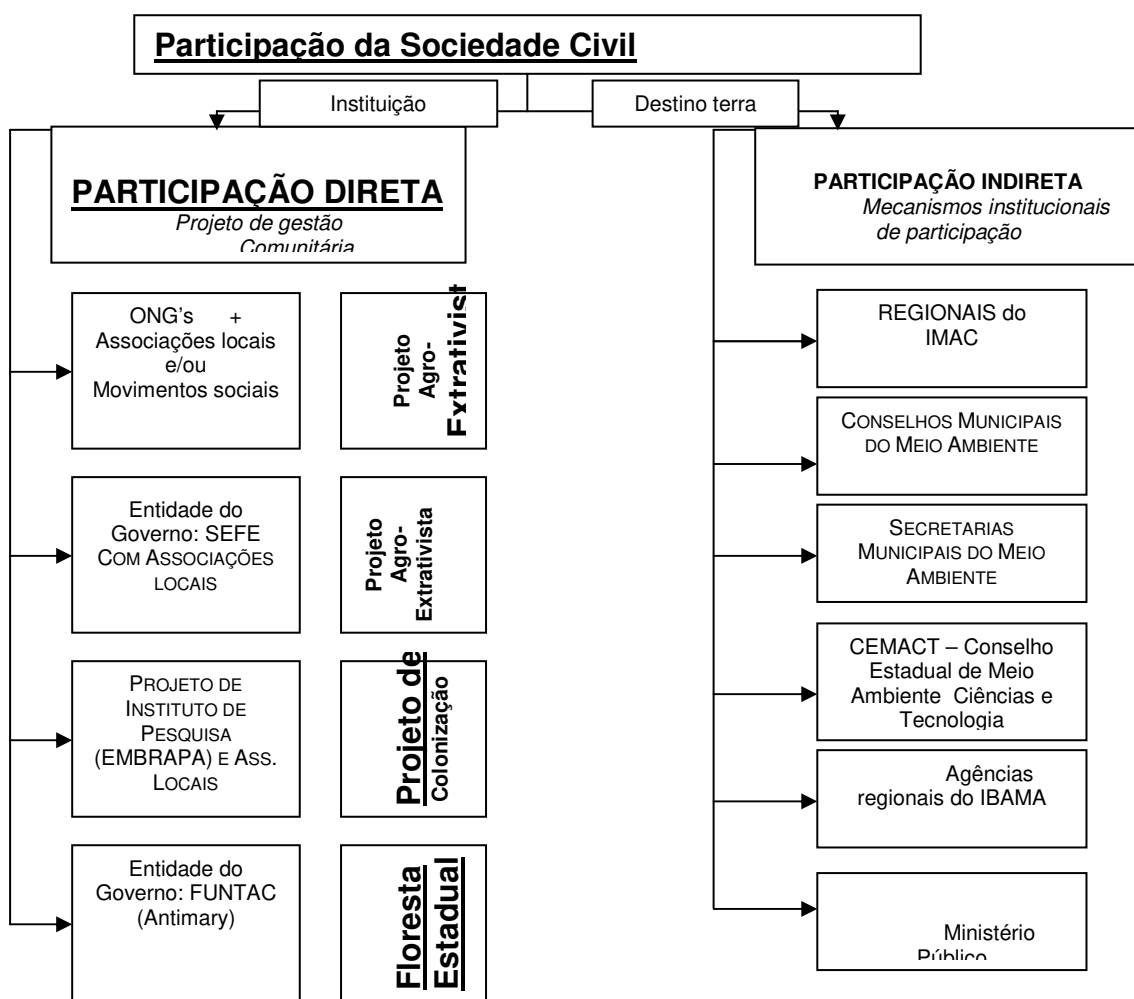 Participação da Sociedade Civil
Instituição
Destino terra
PARTICIPAÇÃO DIRETA
Projeto de gestão
Comunitária
PARTICIPAÇÃO INDIRETA
Mecanismos institucionais
de participação
ONG's +
Associações locais
e/ou
Movimentos sociais
Projeto
Agro-
Extrativist
Entidade do
Governo: SEFE
COM ASSOCIAÇÕES
LOCAIS
Projeto
Agro-
Extrativista
PROJETO DE
INSTITUTO DE
PESQUISA
(EMBRAPA) E ASS.
LOCAIS
Projeto de
Colonização
Entidade do
Governo: FUNTAC
(Antimary)
Floresta
Estadual
REGIONAIS do
IMAC
CONSELHOS MUNICIPAIS
DO MEIO AMBIENTE
SECRETARIAS
MUNICIPAIS DO MEIO
AMBIENTE
CEMACT – Conselho
Estadual de Meio
Ambiente Ciências e
Tecnologia
Agências
regionais do IBAMA
Ministério
Público